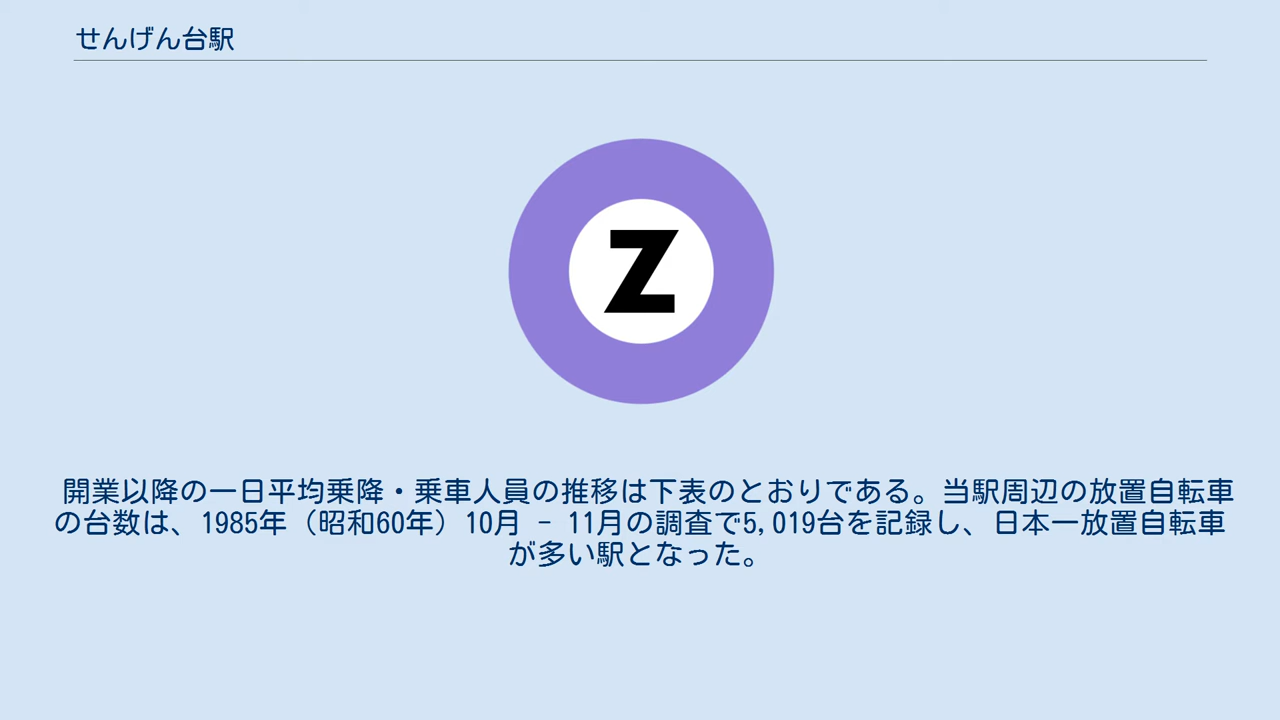 せんげん台駅
Z
開業以降の一日平均乗降・乗車人員の推移は下表のとおりである。当駅周辺の放置自転車
の台数は、1985年（昭和60年）10月 - 11月の調査で5,019台を記録し、日本一放置自転車
が多い駅となった。